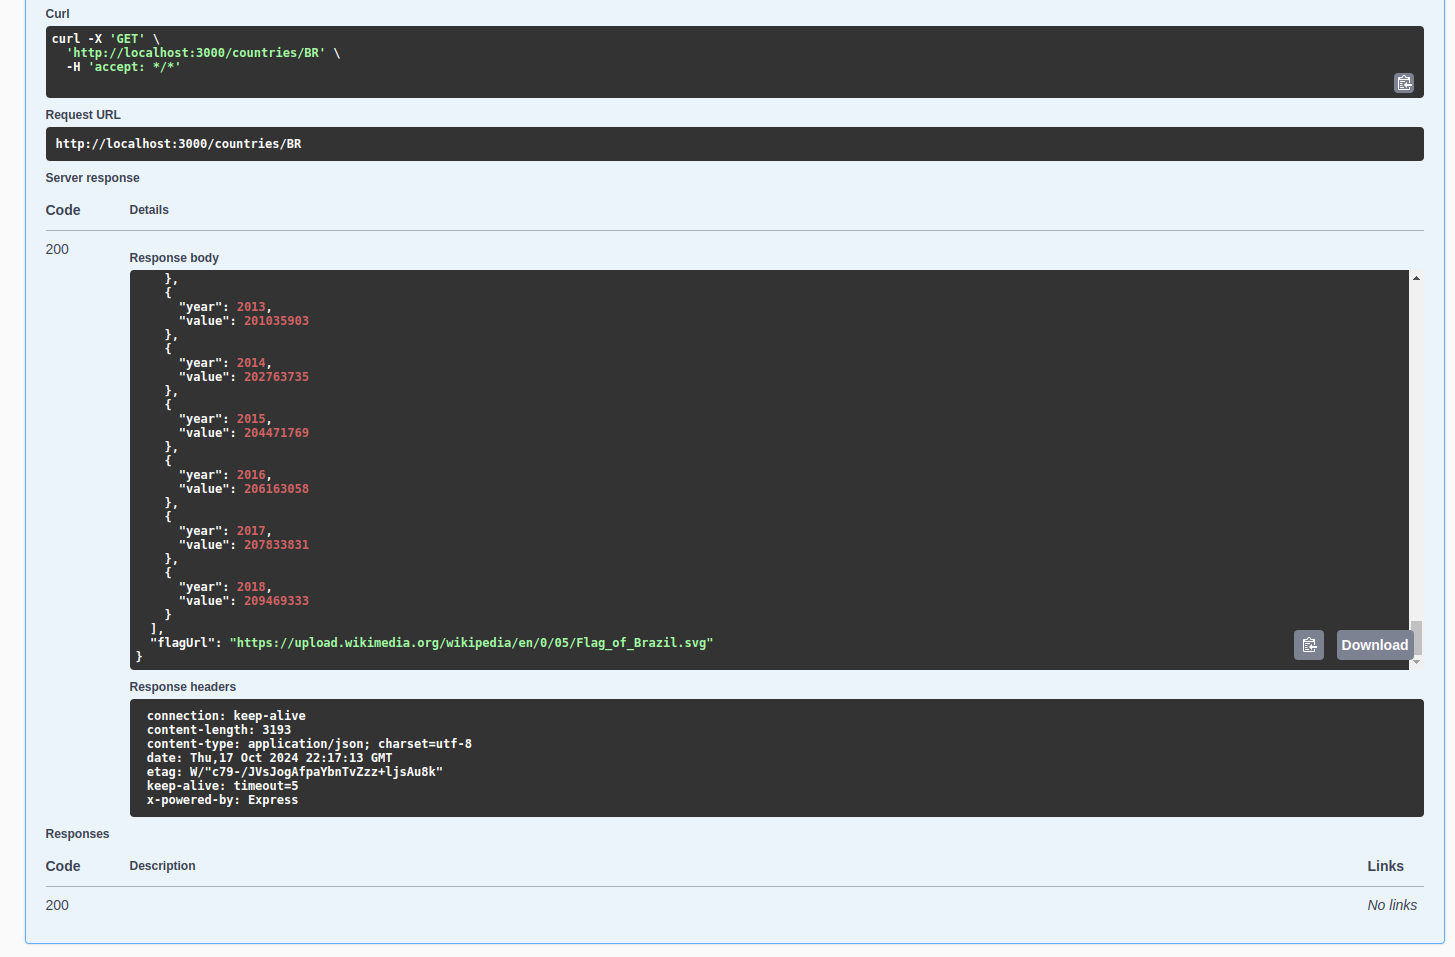 Curl
curl -X 'GET' \
  'http://localhost:3000/countries/BR' \
  -H 'accept: */*'
Request URL
http://localhost:3000/countries/BR
Server response
Code Details
200
Response body
    },
    {
      "year": 2013,
      "value": 201035903
    },
    {
      "year": 2014,
      "value": 202763735
    },
    {
      "year": 2015,
      "value": 204471769
    },
    {
      "year": 2016,
      "value": 206163058
    },
    {
      "year": 2017,
      "value": 207833831
    },
    {
      "year": 2018,
      "value": 209469333
    }
  ],
  "flagUrl": "https://upload.wikimedia.org/wikipedia/en/0/05/Flag_of_Brazil.svg"
}
Download
Response headers
connection: keep-alive
content-length: 3193
content-type: application/json; charset=utf-8
date: Thu,17 Oct 2024 22:17:13 GMT
etag: W/"c79-/JVsJogAfpaYbnTvZzz+ljsAu8k"
keep-alive: timeout=5
x-powered-by: Express
Responses
Code Description Links
200 No links